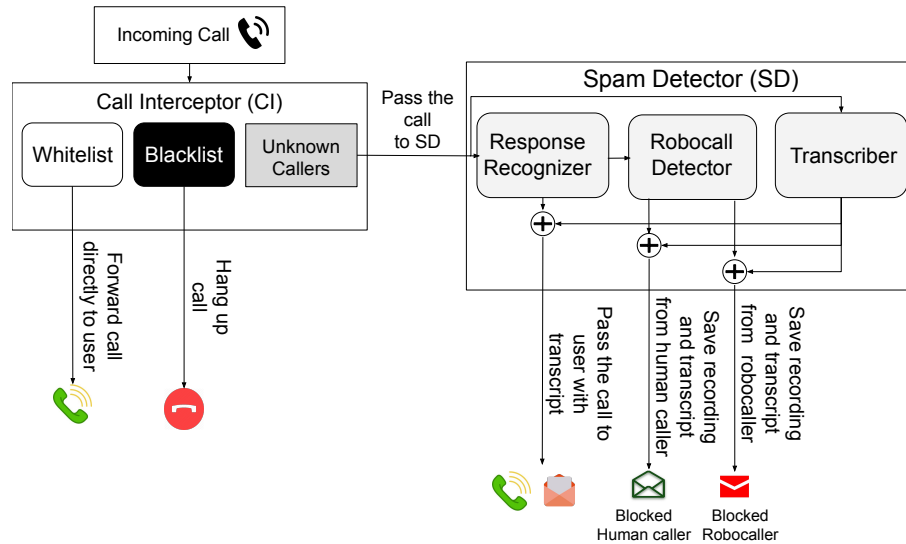 Incoming Call
Call Interceptor (CI)
Whitelist
Blacklist
Unknown
Callers
Pass the
call
to SD
Spam Detector (SD)
Response
Recognizer
Robocall
Detector
Transcriber
Forward call
directly to user
Hang up
call
Pass the call to
user with
transcript
Save recording
and transcript
from human caller
Save recording
and transcript
from robocaller
Blocked
Human caller
Blocked
Robocaller